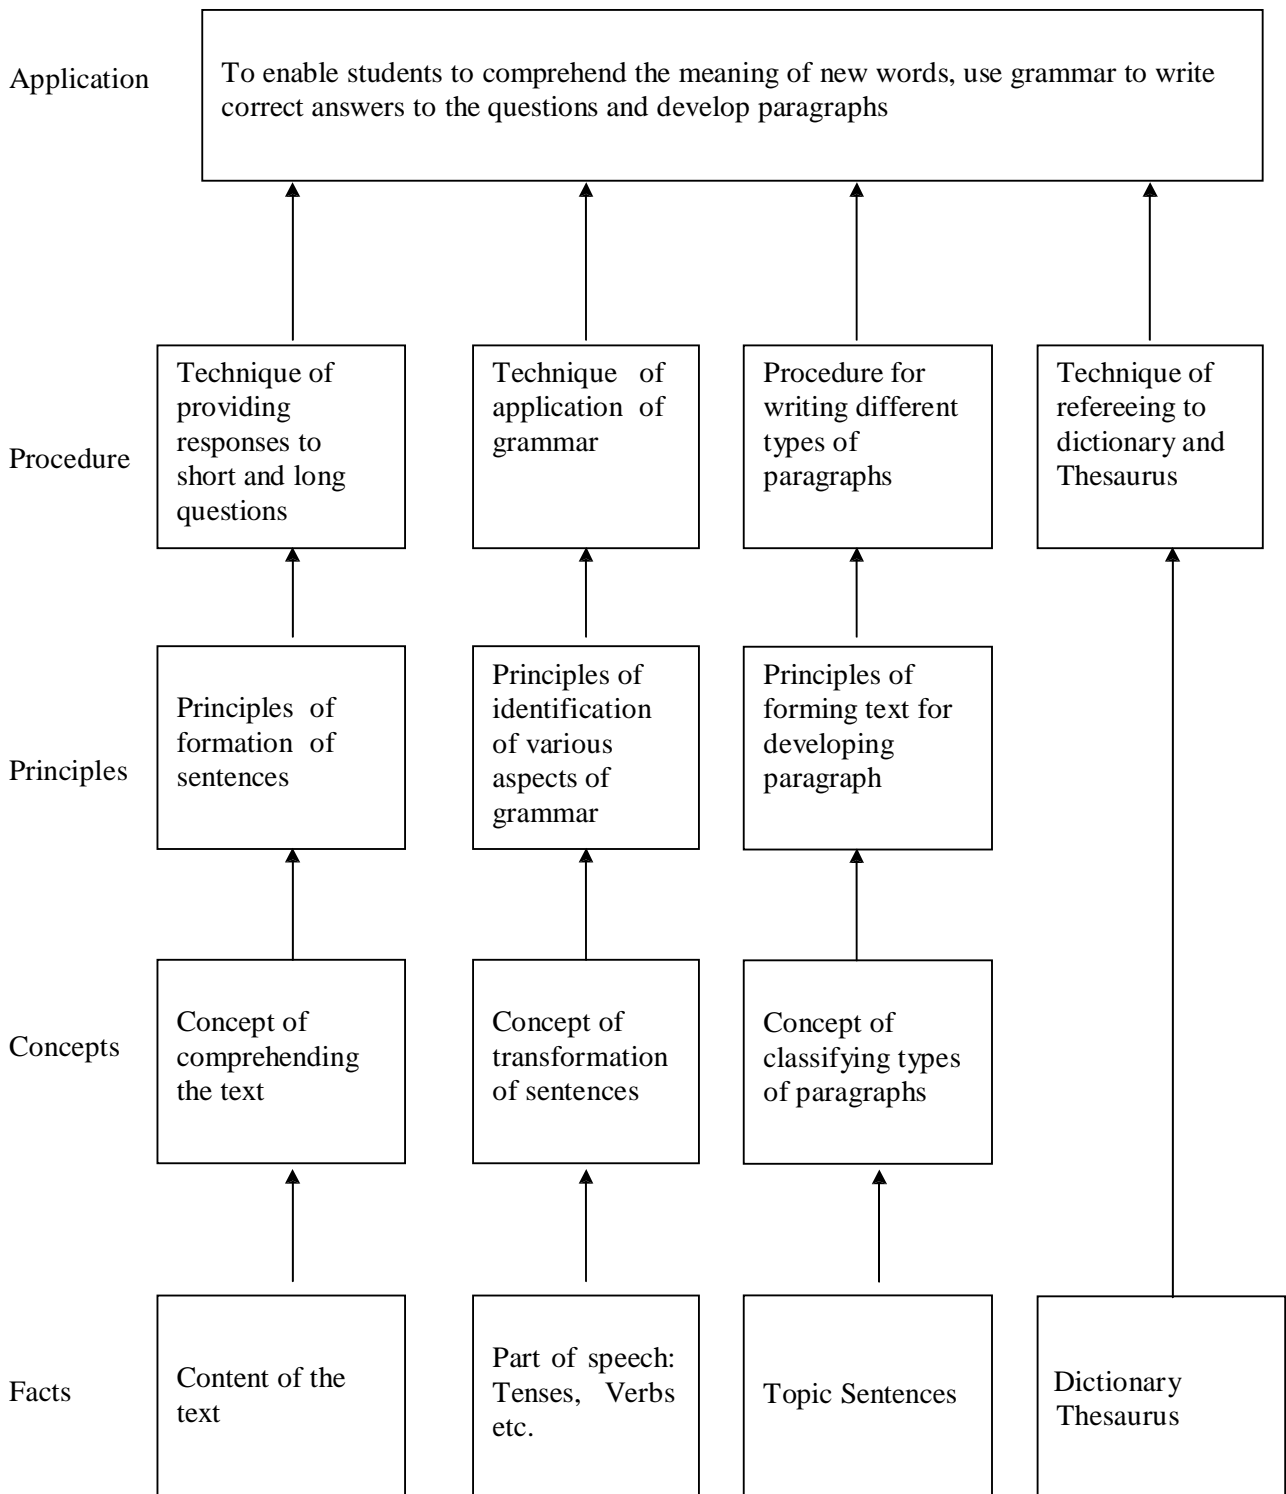 Application
To enable students to comprehend the meaning of new words, use grammar to write
correct answers to the questions and develop paragraphs
Procedure
Technique of
providing
responses to
short and long
questions
Technique of
application of
grammar
Procedure for
writing different
types of
paragraphs
Technique of
refereeing to
dictionary and
Thesaurus
Principles
Principles of
formation of
sentences
Principles of
identification
of various
aspects of
grammar
Principles of
forming text for
developing
paragraph
Concepts
Concept of
comprehending
the text
Concept of
transformation
of sentences
Concept of
classifying types
of paragraphs
Facts
Content of the
text
Part of speech:
Tenses, Verbs
etc.
Topic Sentences
Dictionary
Thesaurus